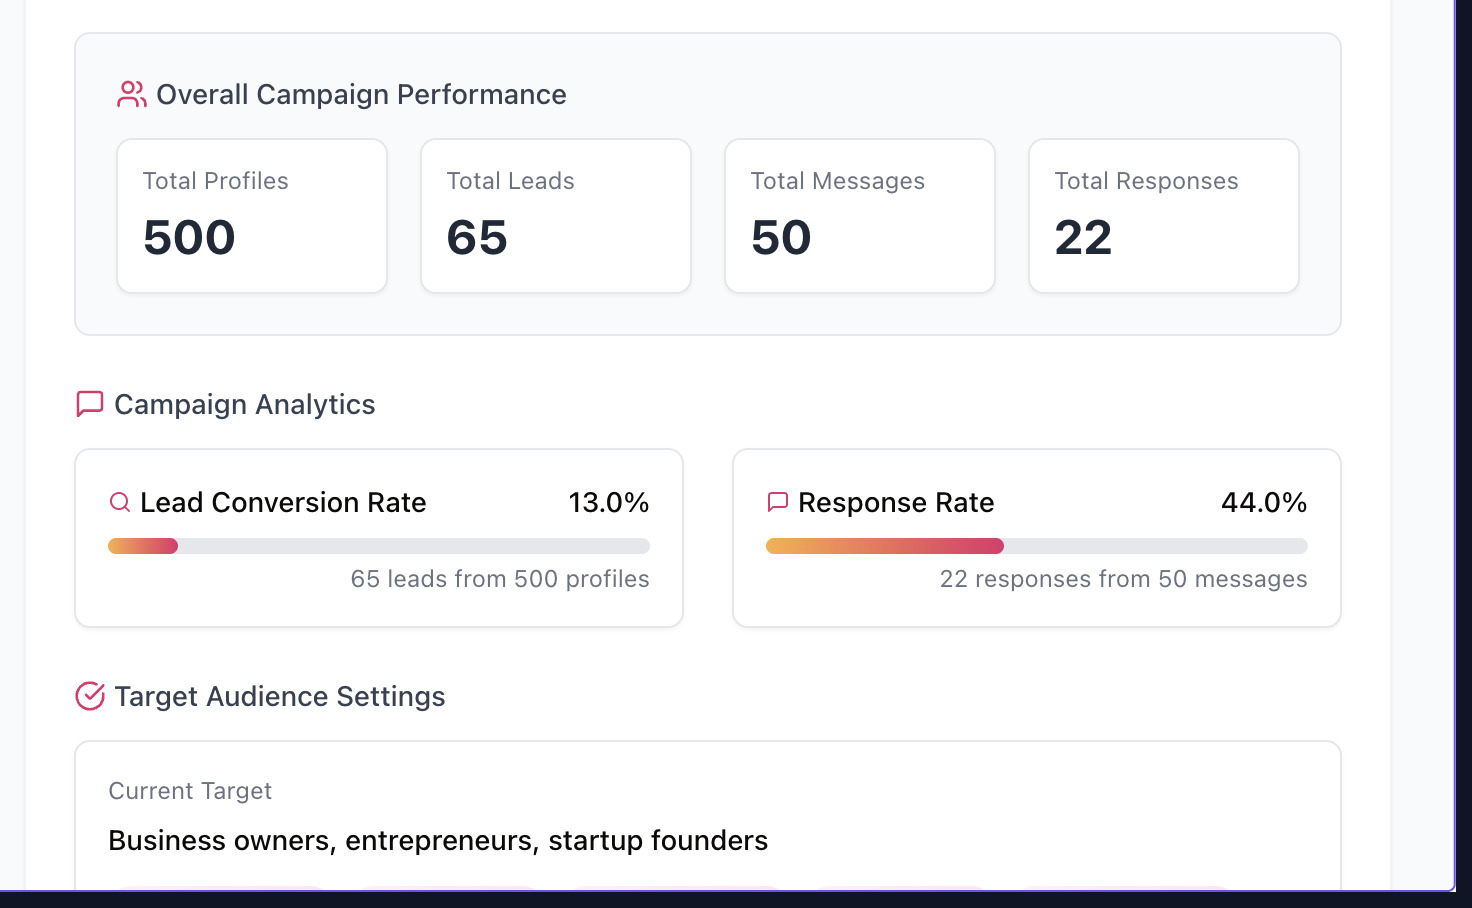 Overall Campaign Performance
Total Profiles
500
Total Leads
65
Total Messages
50
Total Responses
22
Campaign Analytics
Lead Conversion Rate 13.0%
65 leads from 500 profiles
Response Rate 44.0%
22 responses from 50 messages
Target Audience Settings
Current Target
Business owners, entrepreneurs, startup founders